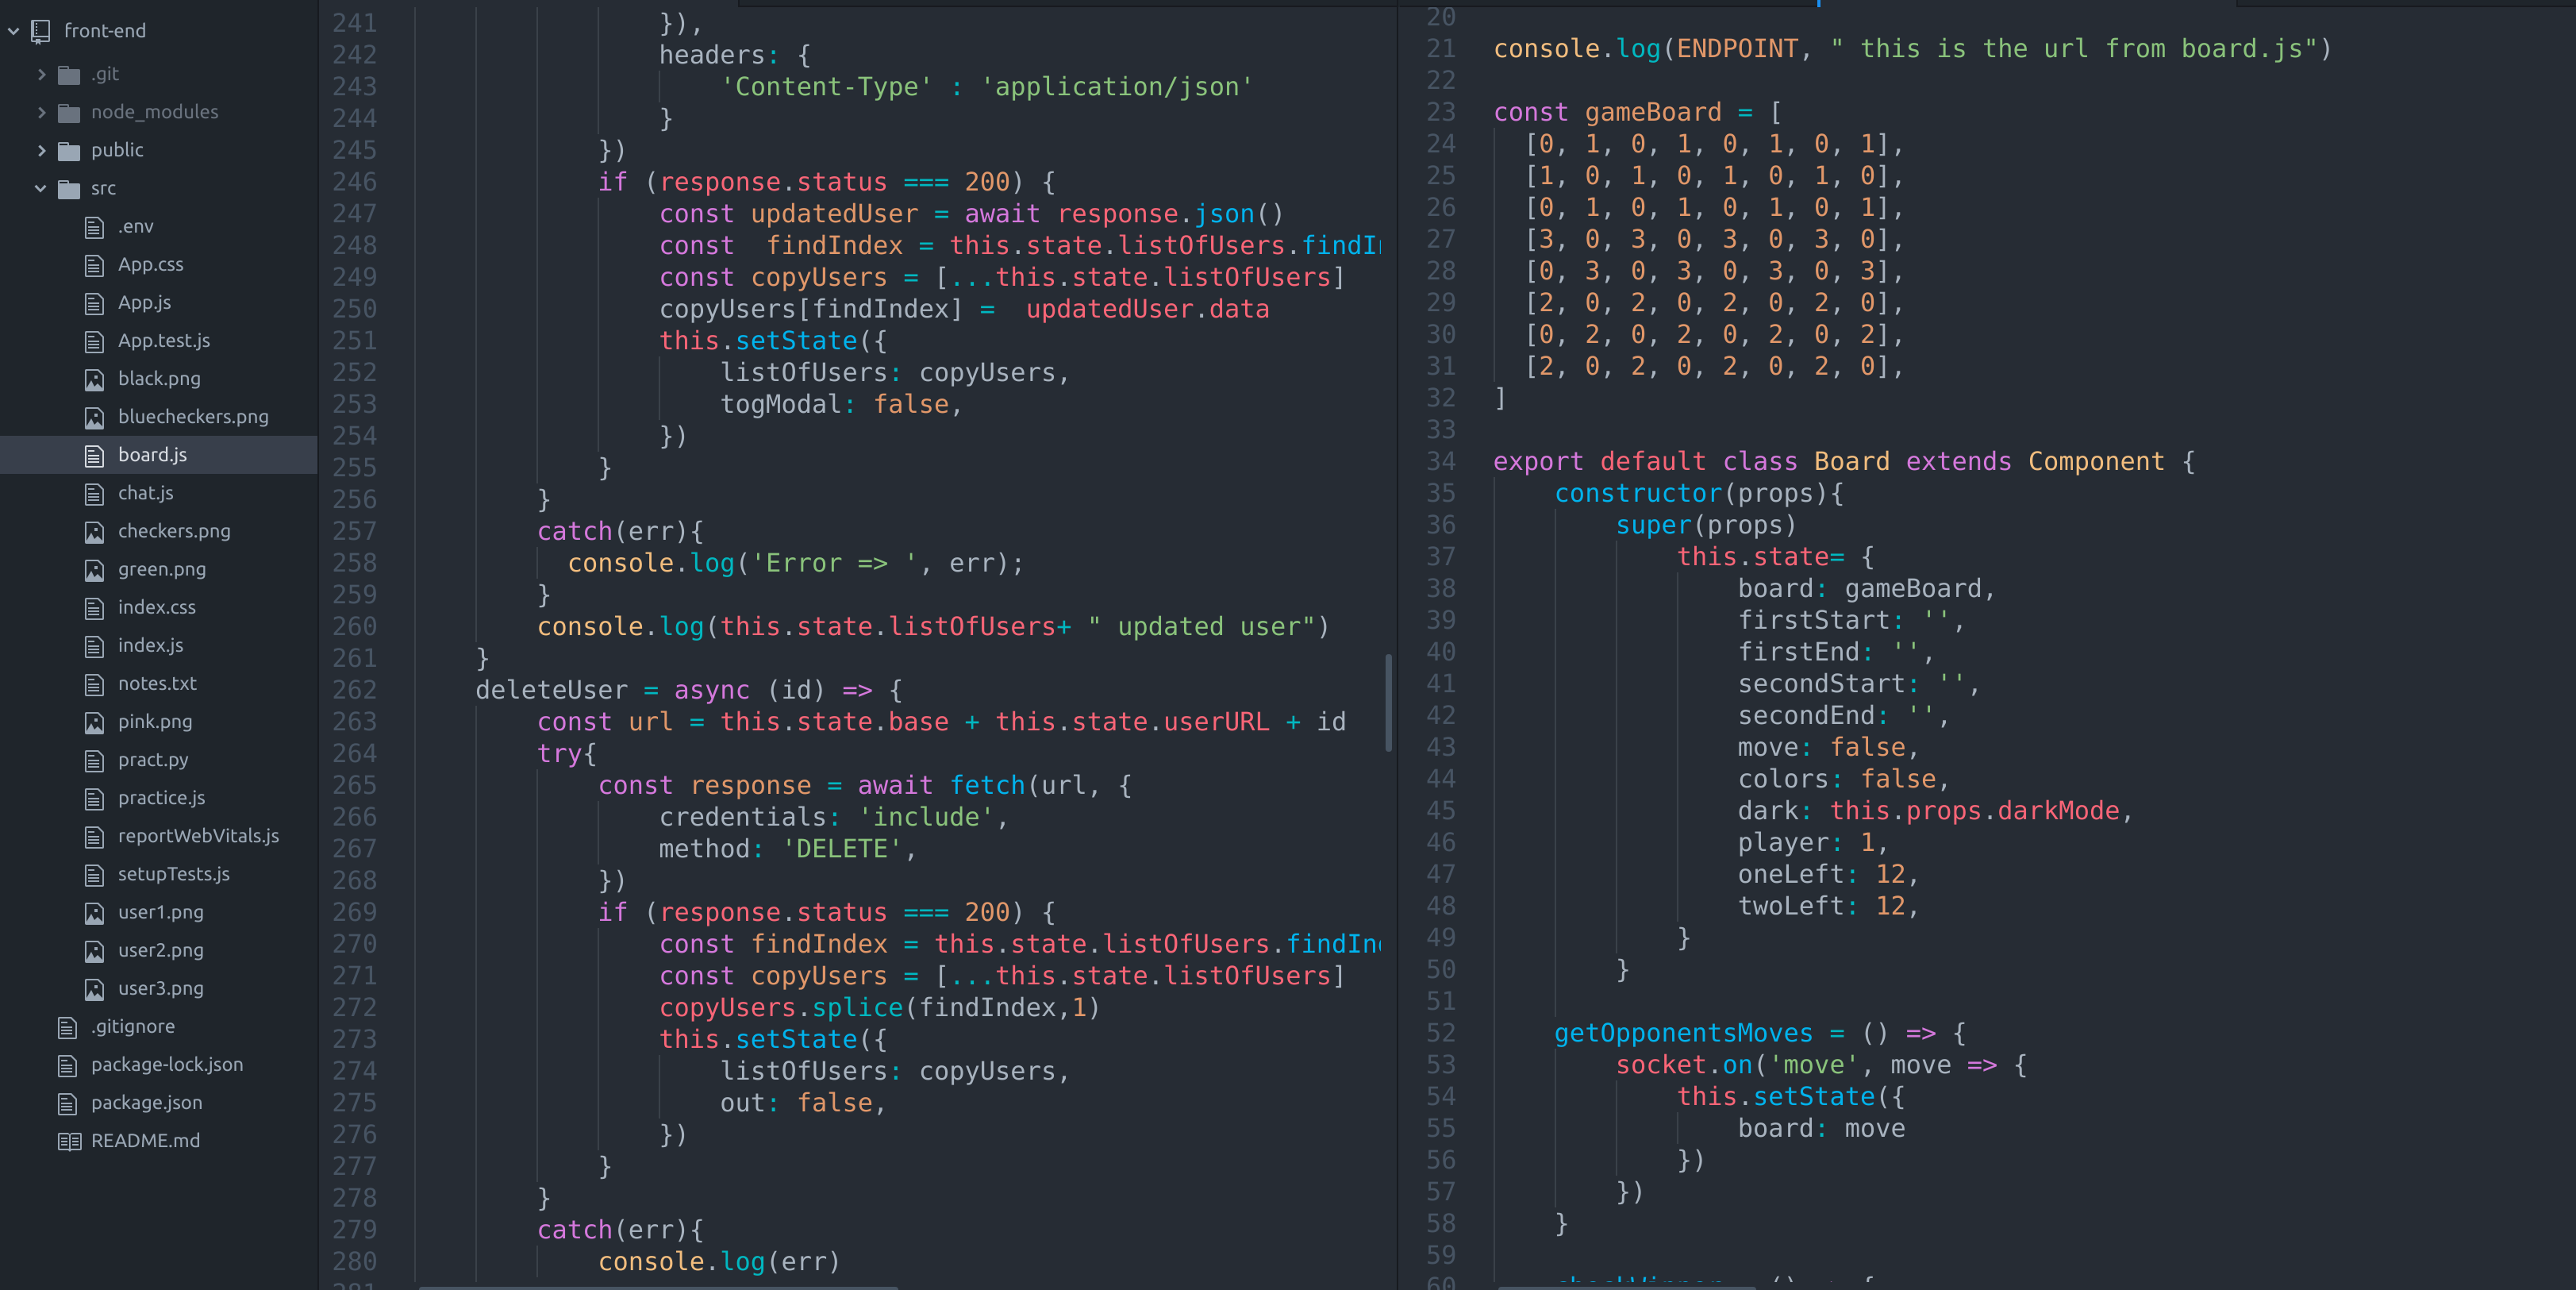 front-end
.git
node_modules
public
src
.env
App.css
App.js
App.test.js
black.png
bluecheckers.png
board.js
chat.js
checkers.png
green.png
index.css
index.js
notes.txt
pink.png
pract.py
practice.js
reportWebVitals.js
setupTests.js
user1.png
user2.png
user3.png
.gitignore
package-lock.json
package.json
README.md
241 }),
242 headers: {
243 'Content-Type' : 'application/json'
244 }
245 })
246 if (response.status === 200) {
247 const updatedUser = await response.json()
248 const  findIndex = this.state.listOfUsers.findI
249 const copyUsers = [...this.state.listOfUsers]
250 copyUsers[findIndex] =  updatedUser.data
251 this.setState({
252 listOfUsers: copyUsers,
253 togModal: false,
254 })
255 }
256 }
257 catch(err){
258 console.log('Error => ', err);
259 }
260 console.log(this.state.listOfUsers+ " updated user")
261 }
262 deleteUser = async (id) => {
263 const url = this.state.base + this.state.userURL + id
264 try{
265 const response = await fetch(url, {
266 credentials: 'include',
267 method: 'DELETE',
268 })
269 if (response.status === 200) {
270 const findIndex = this.state.listOfUsers.findIn
271 const copyUsers = [...this.state.listOfUsers]
272 copyUsers.splice(findIndex,1)
273 this.setState({
274 listOfUsers: copyUsers,
275 out: false,
276 })
277 }
278 }
279 catch(err){
280 console.log(err)
281
20
21 console.log(ENDPOINT, " this is the url from board.js")
22
23 const gameBoard = [
24 [0, 1, 0, 1, 0, 1, 0, 1],
25 [1, 0, 1, 0, 1, 0, 1, 0],
26 [0, 1, 0, 1, 0, 1, 0, 1],
27 [3, 0, 3, 0, 3, 0, 3, 0],
28 [0, 3, 0, 3, 0, 3, 0, 3],
29 [2, 0, 2, 0, 2, 0, 2, 0],
30 [0, 2, 0, 2, 0, 2, 0, 2],
31 [2, 0, 2, 0, 2, 0, 2, 0],
32 ]
33
34 export default class Board extends Component {
35 constructor(props){
36 super(props)
37 this.state= {
38 board: gameBoard,
39 firstStart: '',
40 firstEnd: '',
41 secondStart: '',
42 secondEnd: '',
43 move: false,
44 colors: false,
45 dark: this.props.darkMode,
46 player: 1,
47 oneLeft: 12,
48 twoLeft: 12,
49 }
50 }
51
52 getOpponentsMoves = () => {
53 socket.on('move', move => {
54 this.setState({
55 board: move
56 })
57 })
58 }
59
60